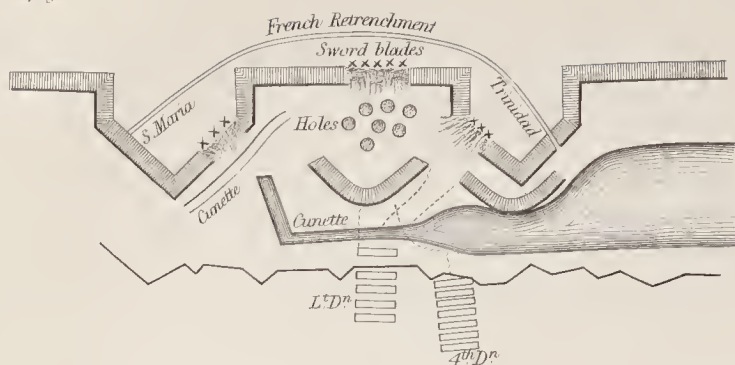 French Retrenchment
Sword blades
S. Maria
Trinidad
Holes
Cunette
Cunette
Lt. Dn.
4th Dn.